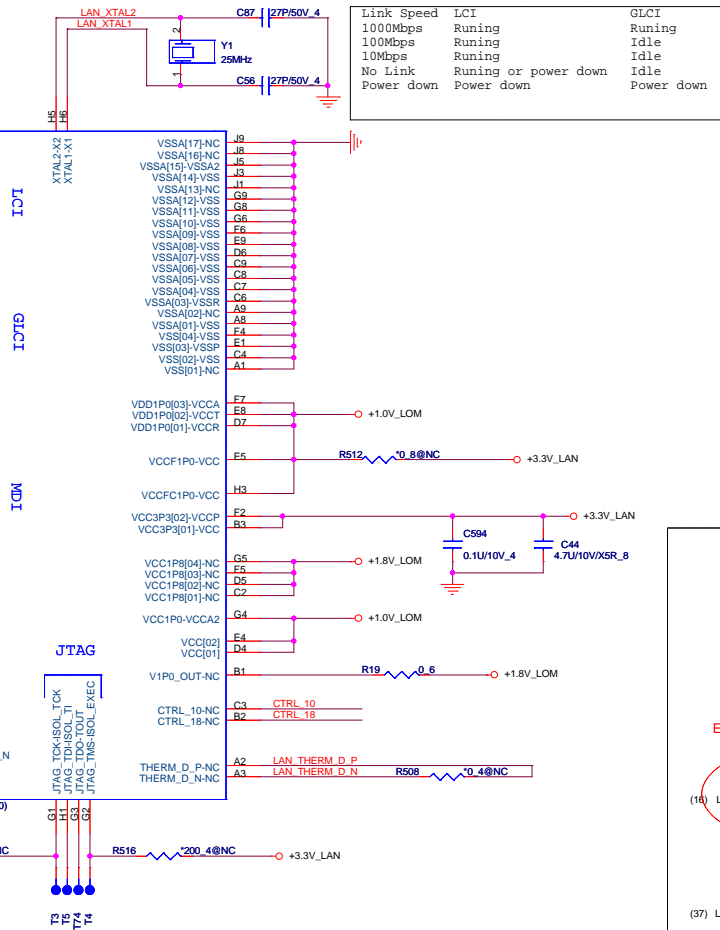 LAN_XTAL2
LAN_XTAL1
C87 27P/50V_4
2
Y1
25MHz
1
C56 27P/50V_4
Link Speed LCI GLCI
1000Mbps Runing Runing
100Mbps Runing Idle
10Mbps Runing Idle
No Link Runing or power down Idle
Power down Power down Power down
H5
H6
XTAL2-X2
XTAL1-X1
LCI
GLCI
MDI
JTAG
VSSA[17]-NC J9
VSSA[16]-NC J8
VSSA[15]-VSSA2 J5
VSSA[14]-VSS J3
VSSA[13]-NC J1
VSSA[12]-VSS G9
VSSA[11]-VSS G8
VSSA[10]-VSS G6
VSSA[09]-VSS F6
VSSA[08]-VSS E9
VSSA[07]-VSS D6
VSSA[06]-VSS C9
VSSA[05]-VSS C8
VSSA[04]-VSS C7
VSSA[03]-VSSR C6
VSSA[02]-NC A9
VSSA[01]-VSS A8
VSS[04]-VSS F4
VSS[03]-VSSP E1
VSS[02]-VSS C4
VSS[01]-NC A1
VDD1P0[03]-VCCA F7
VDD1P0[02]-VCCT E8 +1.0V_LOM
VDD1P0[01]-VCCR D7
VCCF1P0-VCC E5 R512 *0_8@NC +3.3V_LAN
VCCFC1P0-VCC H3
VCC3P3[02]-VCCP F2 +3.3V_LAN
VCC3P3[01]-VCC B3
C594
0.1U/10V_4
C44
4.7U/10V/X5R_8
VCC1P8[04]-NC G5 +1.8V_LOM
VCC1P8[03]-NC F5
VCC1P8[02]-NC D5
VCC1P8[01]-NC C2
VCC1P0-VCCA2 G4 +1.0V_LOM
VCC[02] E4
VCC[01] D4
V1P0_OUT-NC B1 R19 0_6 +1.8V_LOM
CTRL_10-NC C3 CTRL_10
CTRL_18-NC B2 CTRL_18
THERM_D_P-NC A2 LAN_THERM_D_P
THERM_D_N-NC A3 LAN_THERM_D_N R508 *0_4@NC
JTAG_TCK-ISOL_TCK
JTAG_TDI-ISOL_TI
JTAG_TDO-TOUT
JTAG_TMS-ISOL_EXEC
_N
0)
G1
H1
G3
G2
NC
R516 *200_4@NC +3.3V_LAN
T3
T5
T74
T4
E
(16) L
(37) L